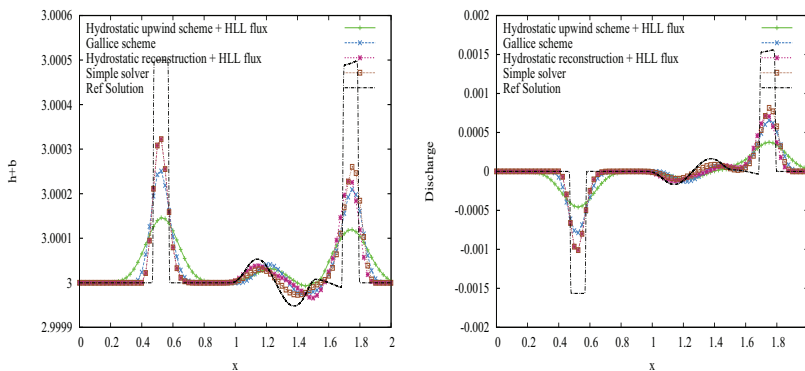 3.0006
3.0005
3.0004
3.0003
3.0002
3.0001
3
2.9999
h+b
Hydrostatic upwind scheme + HLL flux
Gallice scheme
Hydrostatic reconstruction + HLL flux
Simple solver
Ref Solution
0 0.2 0.4 0.6 0.8 1 1.2 1.4 1.6 1.8 2
x
0.002
0.0015
0.001
0.0005
0
-0.0005
-0.001
-0.0015
-0.002
Discharge
Hydrostatic upwind scheme + HLL flux
Gallice scheme
Hydrostatic reconstruction + HLL flux
Simple solver
Ref Solution
0 0.2 0.4 0.6 0.8 1 1.2 1.4 1.6 1.8 2
x